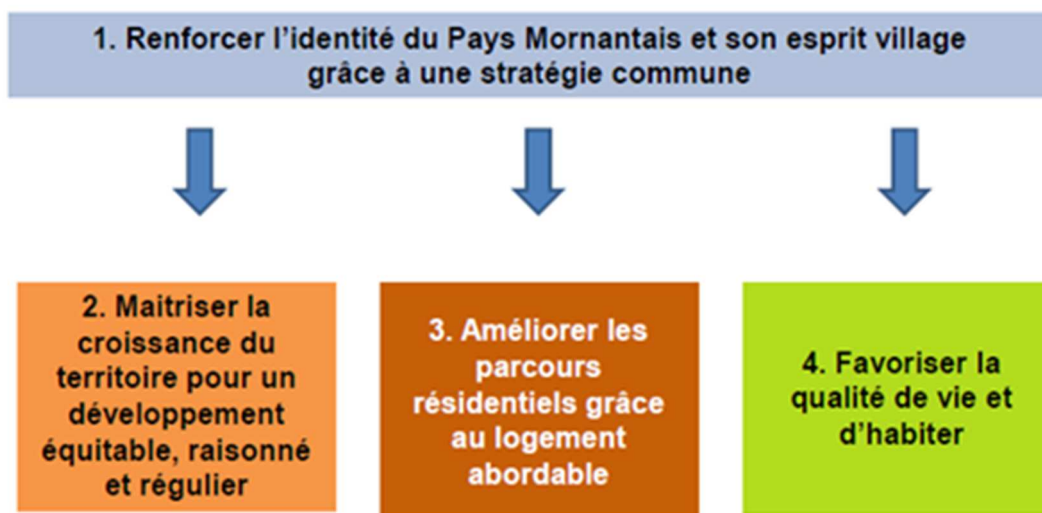 1. Renforcer l'identité du Pays Mornantais et son esprit village
grâce à une stratégie commune
2. Maitriser la
croissance du
territoire pour un
développement
équitable, raisonné
et régulier
3. Améliorer les
parcours
résidentiels grâce
au logement
abordable
4. Favoriser la
qualité de vie et
d'habiter